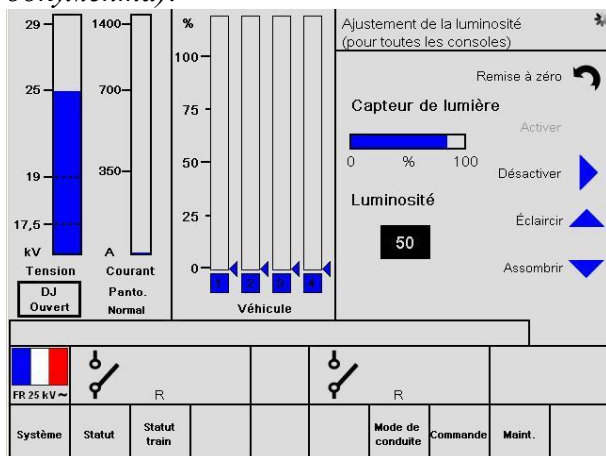 29
25
19
17,5
kV
Tension
DJ
Ouvert
1400
700
350
A
Courant
Panto.
Normal
%
100
75
50
25
0
1 2 3 4
Véhicule
Ajustement de la luminosité
(pour toutes les consoles)
Remise à zéro
Capteur de lumière
Activer
0 % 100
Désactiver
Luminosité
Éclaircir
50
Assombrir
FR 25 kV ~
R
R
Système
Statut
Statut
train
Mode de
conduite
Commande
Maint.